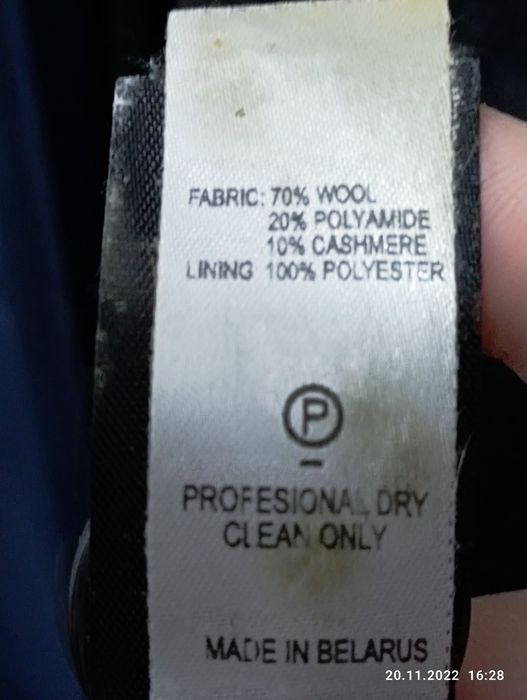 FABRIC: 70% WOOL
20% POLYAMIDE
10% CASHMERE
LINING 100% POLYESTER
P
PROFESIONAL DRY
CLEAN ONLY
MADE IN BELARUS
20.11.2022 16:28